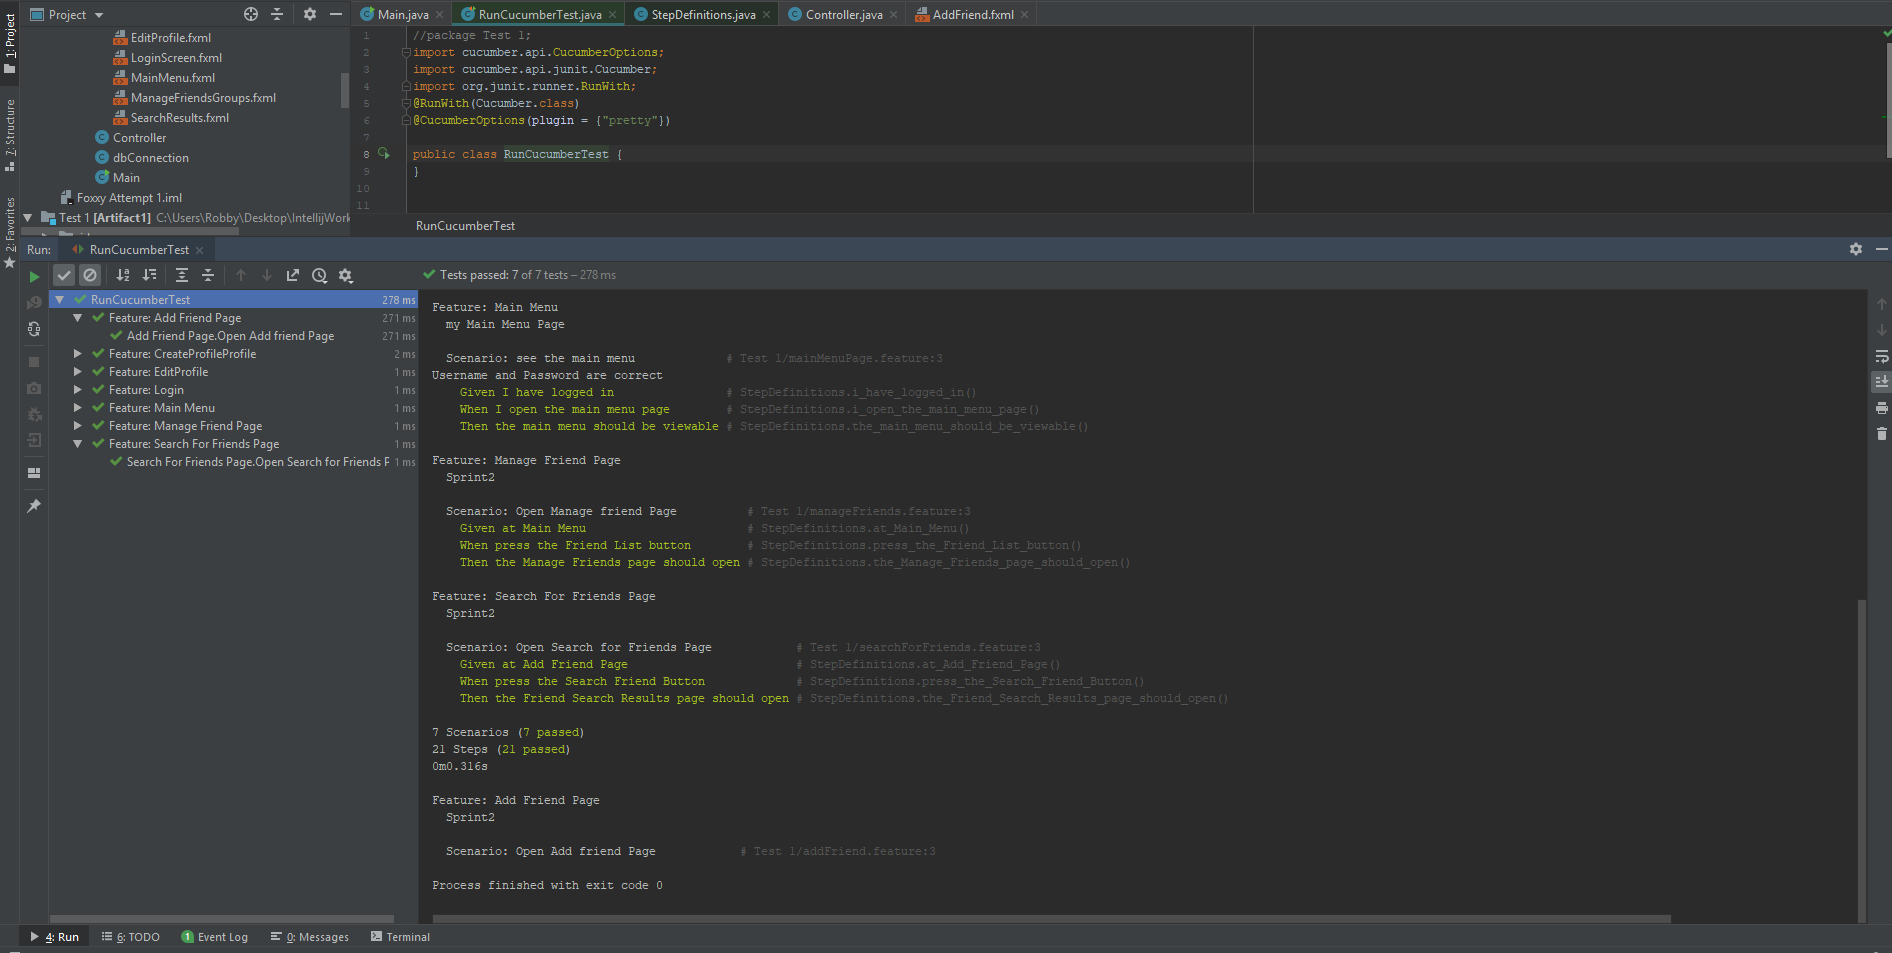 Project
Main.java
RunCucumberTest.java
StepDefinitions.java
Controller.java
AddFriend.fxml
1: Project
7: Structure
2: Favorites
EditProfile.fxml
LoginScreen.fxml
MainMenu.fxml
ManageFriendsGroups.fxml
SearchResults.fxml
Controller
dbConnection
Main
Foxxy Attempt 1.iml
Test 1 [Artifact1] C:\Users\Robby\Desktop\IntellijWork
1 //package Test 1;
2 import cucumber.api.CucumberOptions;
3 import cucumber.api.junit.Cucumber;
4 import org.junit.runner.RunWith;
5 @RunWith(Cucumber.class)
6 @CucumberOptions(plugin = {"pretty"})
7
8 public class RunCucumberTest {
9 }
10
11
RunCucumberTest
Run: RunCucumberTest
Tests passed: 7 of 7 tests – 278 ms
RunCucumberTest 278 ms
Feature: Add Friend Page 271 ms
Add Friend Page.Open Add friend Page 271 ms
Feature: CreateProfileProfile 2 ms
Feature: EditProfile 1 ms
Feature: Login 1 ms
Feature: Main Menu 1 ms
Feature: Manage Friend Page 1 ms
Feature: Search For Friends Page 1 ms
Search For Friends Page.Open Search for Friends P 1 ms
Feature: Main Menu
my Main Menu Page
Scenario: see the main menu # Test 1/mainMenuPage.feature:3
Username and Password are correct
Given I have logged in # StepDefinitions.i_have_logged_in()
When I open the main menu page # StepDefinitions.i_open_the_main_menu_page()
Then the main menu should be viewable # StepDefinitions.the_main_menu_should_be_viewable()
Feature: Manage Friend Page
Sprint2
Scenario: Open Manage friend Page # Test 1/manageFriends.feature:3
Given at Main Menu # StepDefinitions.at_Main_Menu()
When press the Friend List button # StepDefinitions.press_the_Friend_List_button()
Then the Manage Friends page should open # StepDefinitions.the_Manage_Friends_page_should_open()
Feature: Search For Friends Page
Sprint2
Scenario: Open Search for Friends Page # Test 1/searchForFriends.feature:3
Given at Add Friend Page # StepDefinitions.at_Add_Friend_Page()
When press the Search Friend Button # StepDefinitions.press_the_Search_Friend_Button()
Then the Friend Search Results page should open # StepDefinitions.the_Friend_Search_Results_page_should_open()
7 Scenarios (7 passed)
21 Steps (21 passed)
0m0.316s
Feature: Add Friend Page
Sprint2
Scenario: Open Add friend Page # Test 1/addFriend.feature:3
Process finished with exit code 0
4: Run
6: TODO
1 Event Log
0: Messages
Terminal